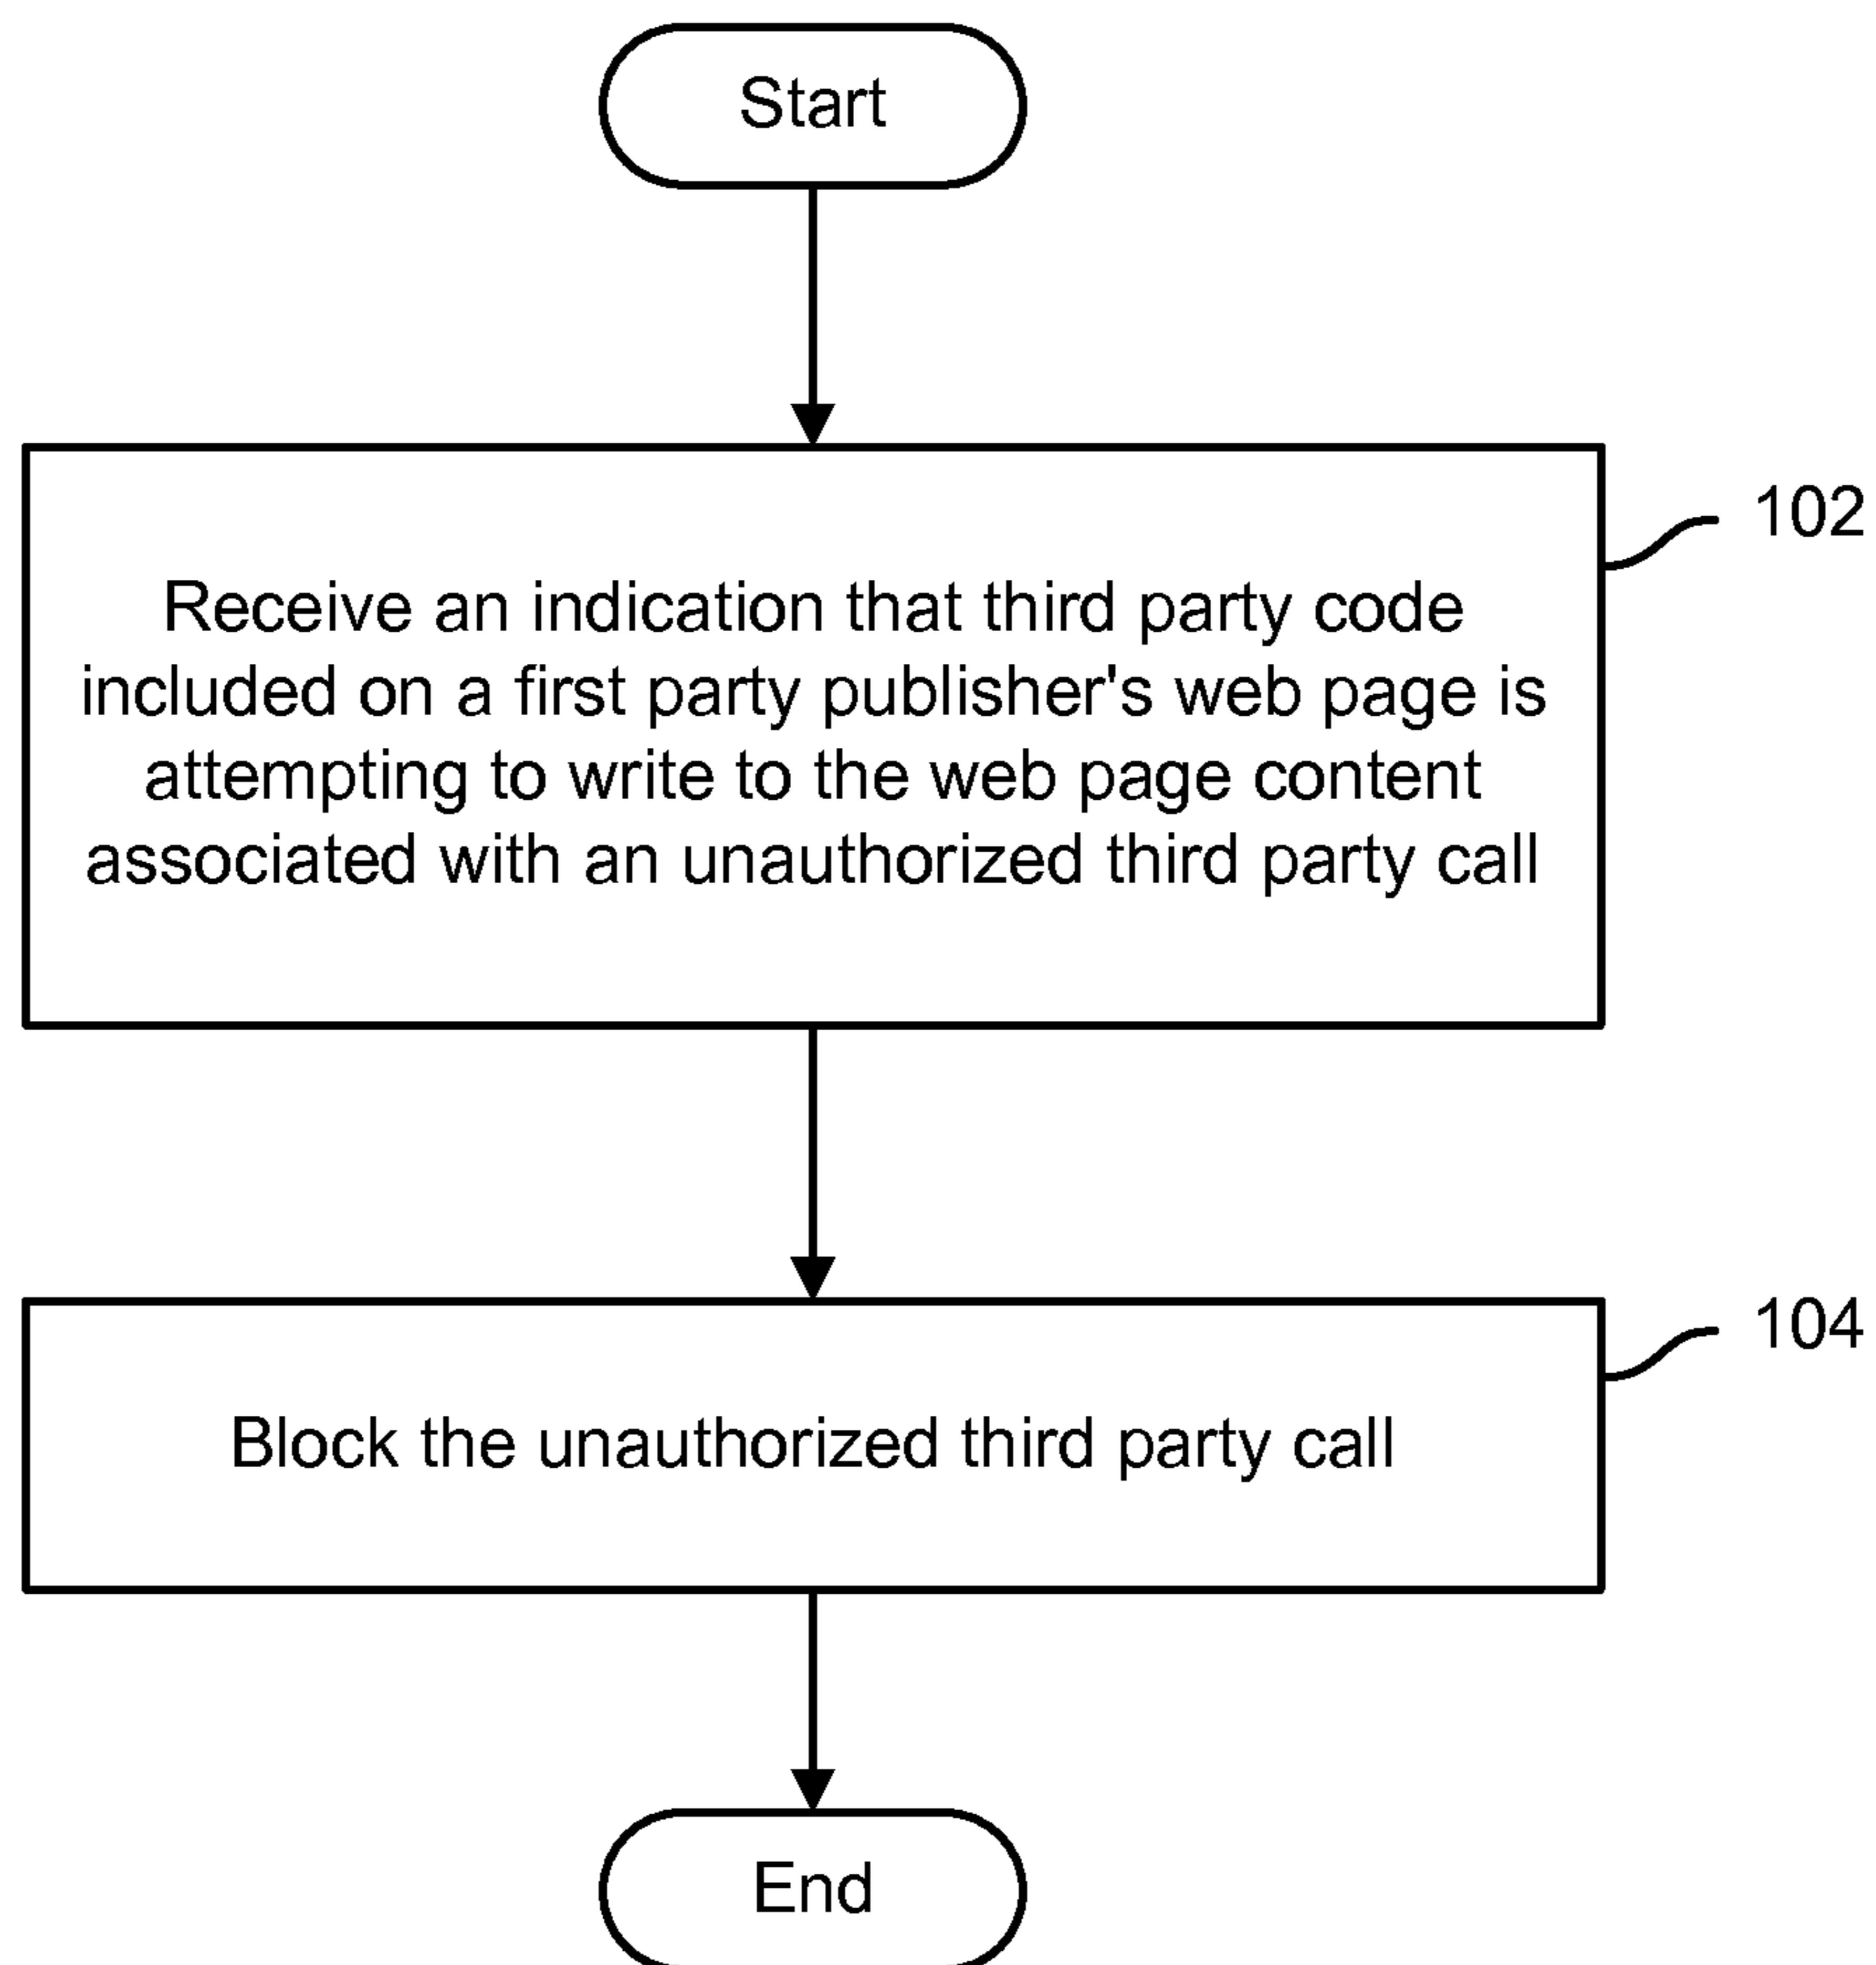 Start
102
Receive an indication that third party code
included on a first party publisher's web page is
attempting to write to the web page content
associated with an unauthorized third party call
104
Block the unauthorized third party call
End